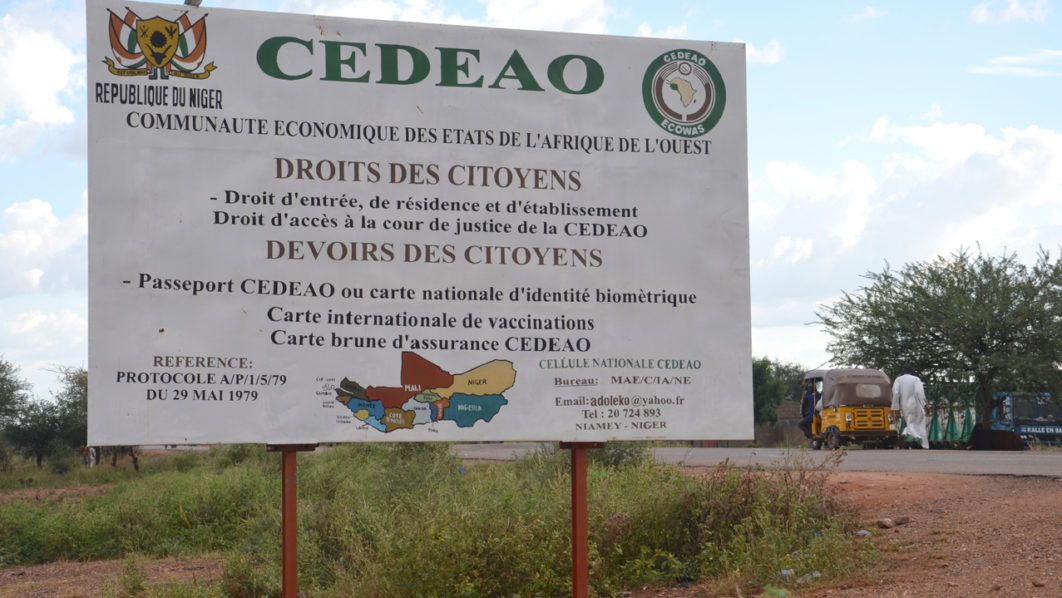 CEDEAO
REPUBLIQUE DU NIGER
CEDEAO
ECOWAS
COMMUNAUTE ECONOMIQUE DES ETATS DE L'AFRIQUE DE L'OUEST
DROITS DES CITOYENS
- Droit d'entrée, de résidence et d'établissement
Droit d'accès à la cour de justice de la CEDEAO
DEVOIRS DES CITOYENS
- Passeport CEDEAO ou carte nationale d'identité biomètrique
Carte internationale de vaccinations
Carte brune d'assurance CEDEAO
REFERENCE:
PROTOCOLE A/P/1/5/79
DU 29 MAI 1979
MALI
NIGER
NIGERIA
COTE
CELĹULE NATIONALE CEDEAO
Bureau: MAE/C/IA/NE
Email: adoleko@yahoo.fr
Tel : 20 724 893
NIAMEY - NIGER